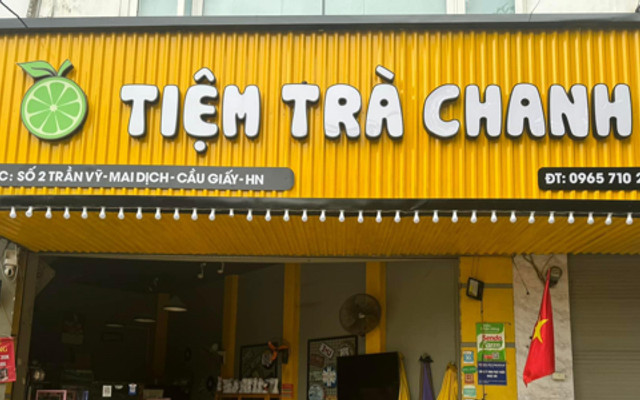 TIỆM TRÀ CHANH
C: SỐ 2 TRẦN VỸ-MAI DỊCH-CẦU GIẤY-HN
ĐT: 0965 710 2